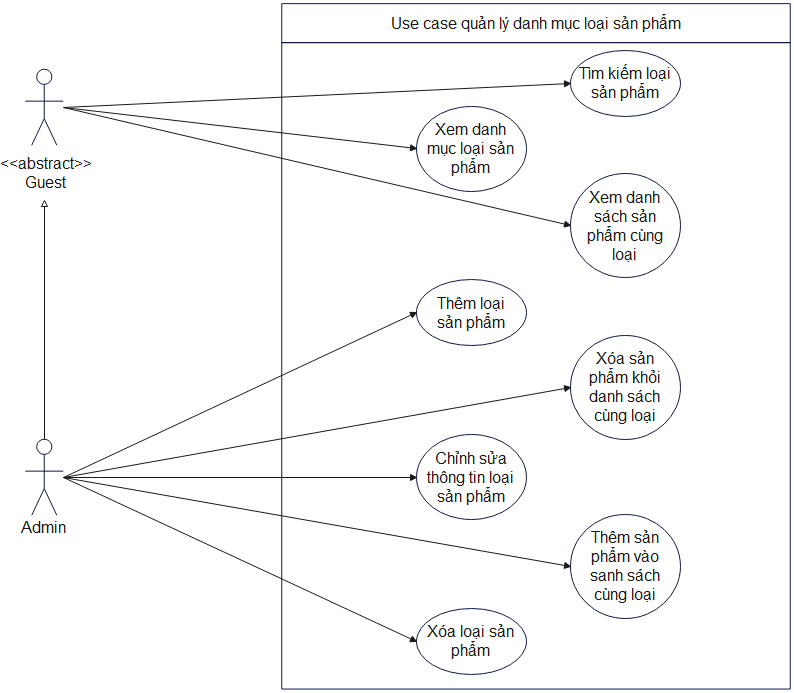 Use case quản lý danh mục loại sản phẩm
Tìm kiếm loại
sản phẩm
Xem danh
mục loại sản
phẩm
<<abstract>>
Guest
Xem danh
sách sản
phẩm cùng
loại
Thêm loại
sản phẩm
Xóa sản
phẩm khỏi
danh sách
cùng loại
Chỉnh sửa
thông tin loại
sản phẩm
Admin
Thêm sản
phẩm vào
sanh sách
cùng loại
Xóa loại sản
phẩm